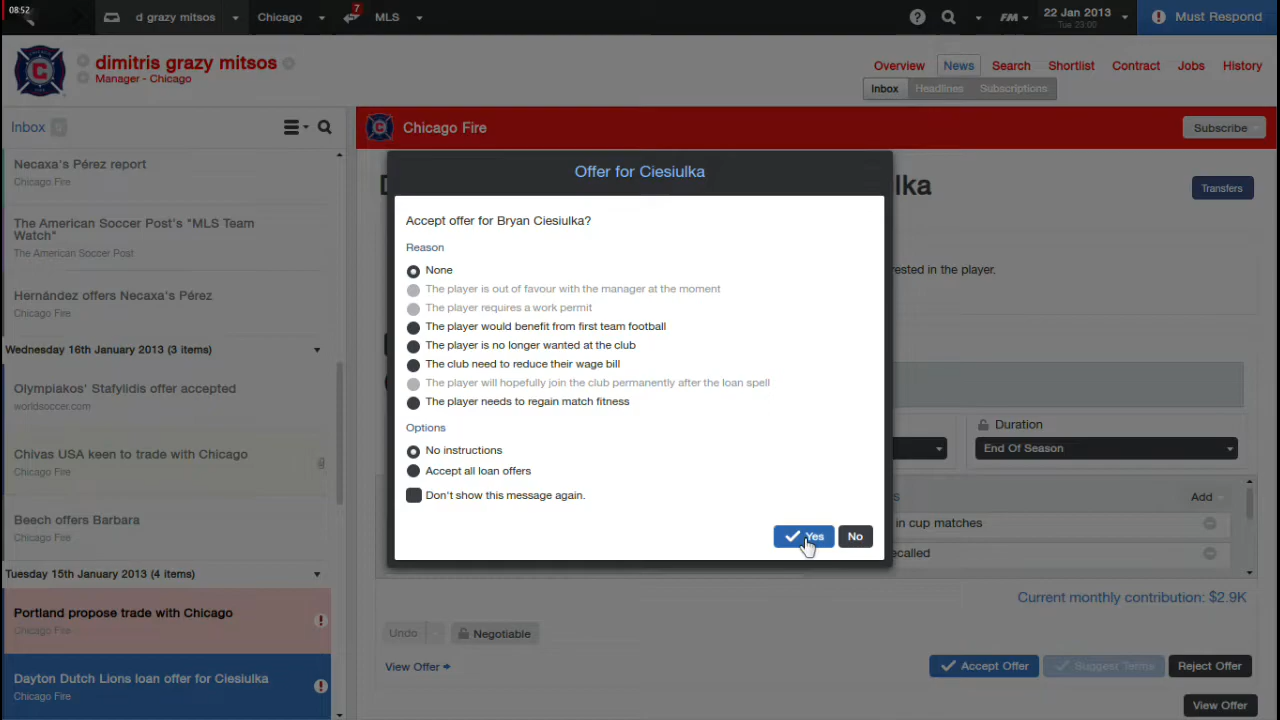 08:52
d grazy mitsos
Chicago
7
MLS
FM
22 Jan 2013
Tue 23:00
Must Respond
dimitris grazy mitsos
Manager - Chicago
Overview
News
Search
Shortlist
Contract
Jobs
History
Inbox
Headlines
Subscriptions
Inbox
Chicago Fire
Subscribe
Necaxa's Pérez report
Chicago Fire
The American Soccer Post's "MLS Team
Watch"
The American Soccer Post
Hernández offers Necaxa's Pérez
Chicago Fire
Wednesday 16th January 2013 (3 items)
Olympiakos' Stafylidis offer accepted
worldsoccer.com
Chivas USA keen to trade with Chicago
Chicago Fire
Beech offers Barbara
Chicago Fire
Tuesday 15th January 2013 (4 items)
Portland propose trade with Chicago
Chicago Fire
Dayton Dutch Lions loan offer for Ciesiulka
Chicago Fire
lka
Transfers
ested in the player.
Offer for Ciesiulka
Accept offer for Bryan Ciesiulka?
Reason
None
The player is out of favour with the manager at the moment
The player requires a work permit
The player would benefit from first team football
The player is no longer wanted at the club
The club need to reduce their wage bill
The player will hopefully join the club permanently after the loan spell
The player needs to regain match fitness
Options
No instructions
Accept all loan offers
Don't show this message again.
Yes
No
Duration
End Of Season
Add
in cup matches
ecalled
Current monthly contribution: $2.9K
Undo
Negotiable
View Offer
Accept Offer
Suggest Terms
Reject Offer
View Offer